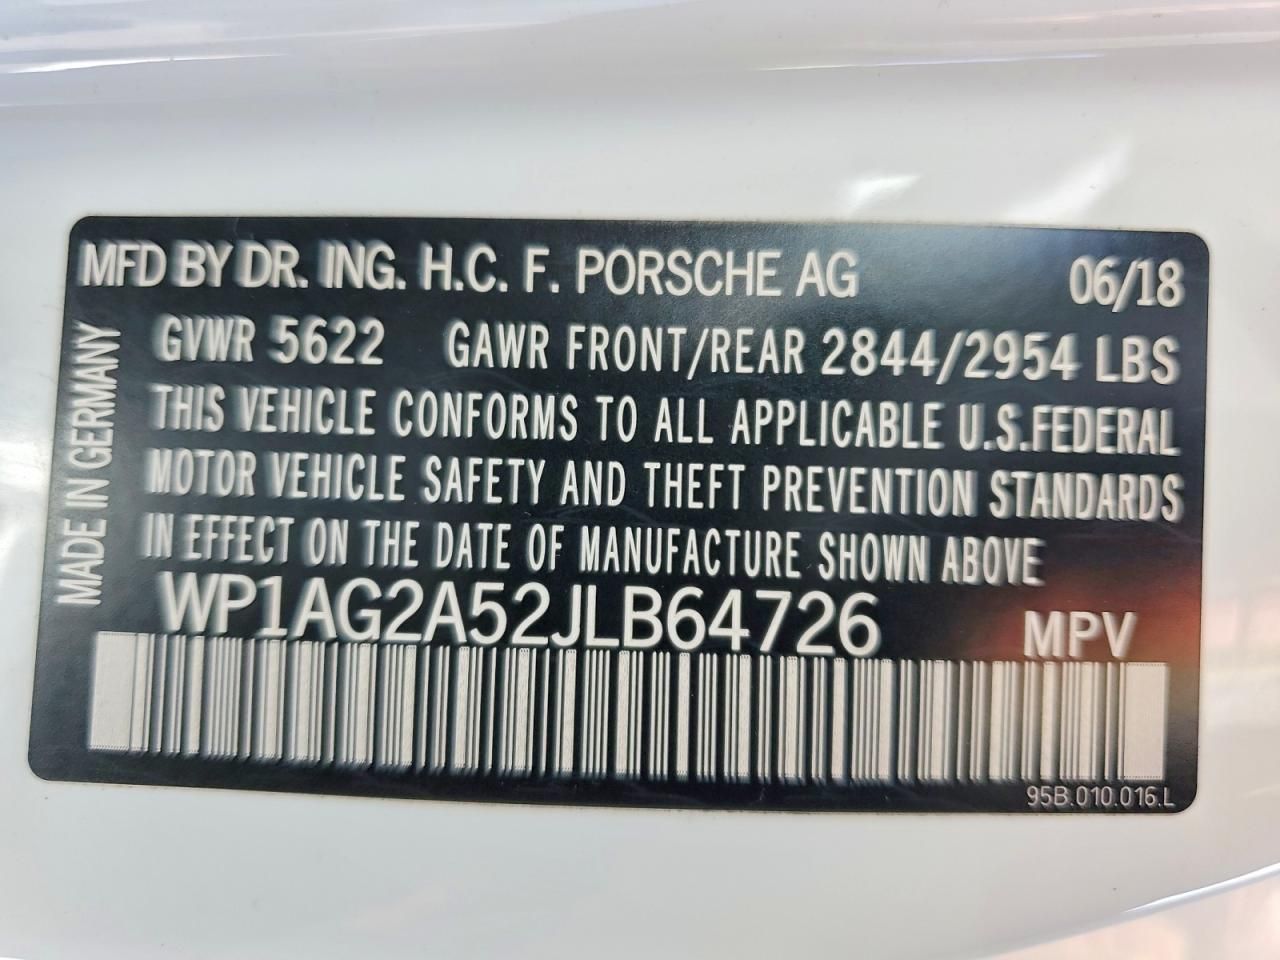 MFD BY DR. ING. H.C. F. PORSCHE AG 06/18
GVWR 5622 GAWR FRONT/REAR 2844/2954 LBS
THIS VEHICLE CONFORMS TO ALL APPLICABLE U.S.FEDERAL
MOTOR VEHICLE SAFETY AND THEFT PREVENTION STANDARDS
IN EFFECT ON THE DATE OF MANUFACTURE SHOWN ABOVE
WP1AG2A52JLB64726 MPV
MADE IN GERMANY
95B.010.016.L